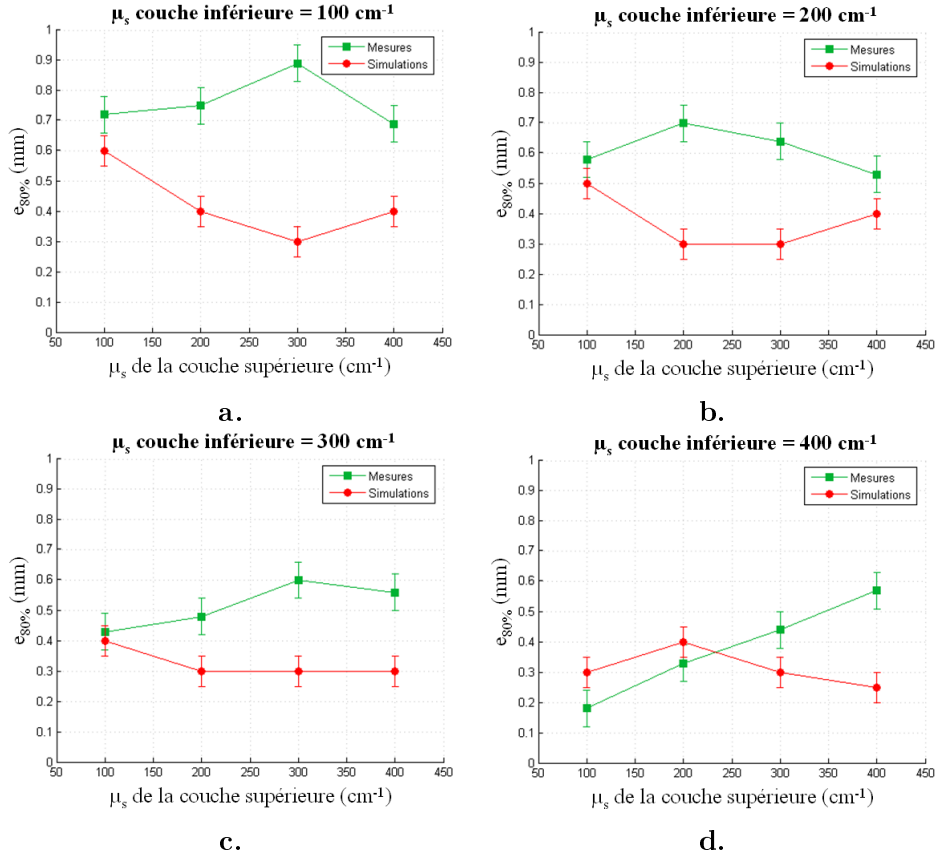 μs couche inférieure = 100 cm-1
1
0.9
0.8
0.7
0.6
0.5
0.4
0.3
0.2
0.1
0
e80% (mm)
Mesures
Simulations
50 100 150 200 250 300 350 400 450
μs de la couche supérieure (cm-1)
a.
μs couche inférieure = 200 cm-1
1
0.9
0.8
0.7
0.6
0.5
0.4
0.3
0.2
0.1
0
e80% (mm)
Mesures
Simulations
50 100 150 200 250 300 350 400 450
μs de la couche supérieure (cm-1)
b.
μs couche inférieure = 300 cm-1
1
0.9
0.8
0.7
0.6
0.5
0.4
0.3
0.2
0.1
0
e80% (mm)
Mesures
Simulations
50 100 150 200 250 300 350 400 450
μs de la couche supérieure (cm-1)
c.
μs couche inférieure = 400 cm-1
1
0.9
0.8
0.7
0.6
0.5
0.4
0.3
0.2
0.1
0
e80% (mm)
Mesures
Simulations
50 100 150 200 250 300 350 400 450
μs de la couche supérieure (cm-1)
d.